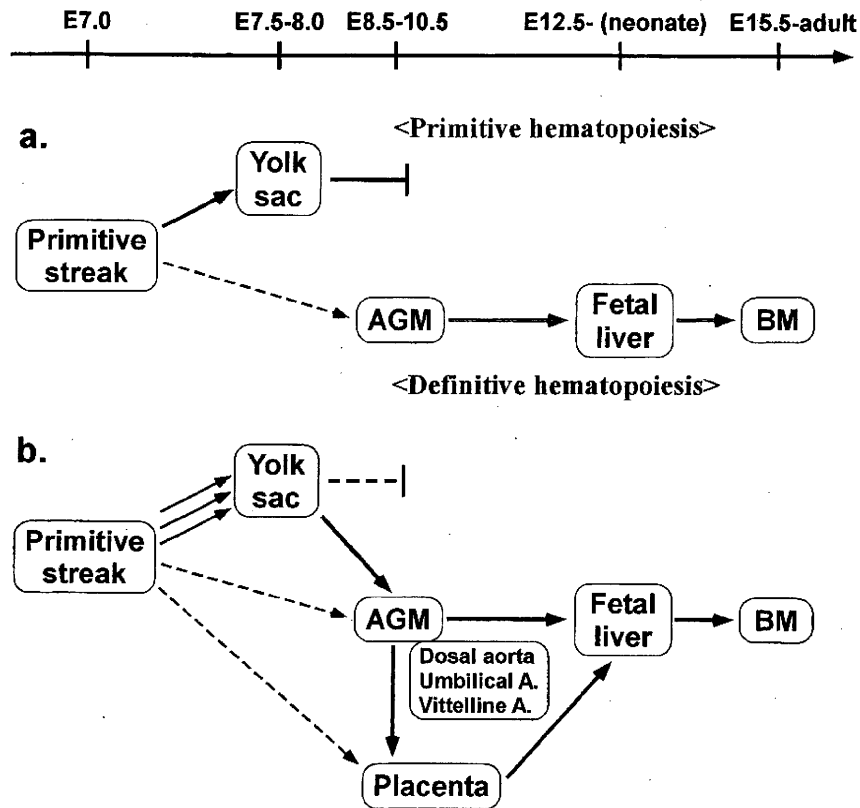 E7.0 E7.5-8.0 E8.5-10.5 E12.5- (neonate) E15.5-adult
a.
<Primitive hematopoiesis>
Yolk
sac
Primitive
streak
AGM
Fetal
liver
BM
<Definitive hematopoiesis>
b.
Yolk
sac
Primitive
streak
AGM
Fetal
liver
BM
Dosal aorta
Umbilical A.
Vittelline A.
Placenta